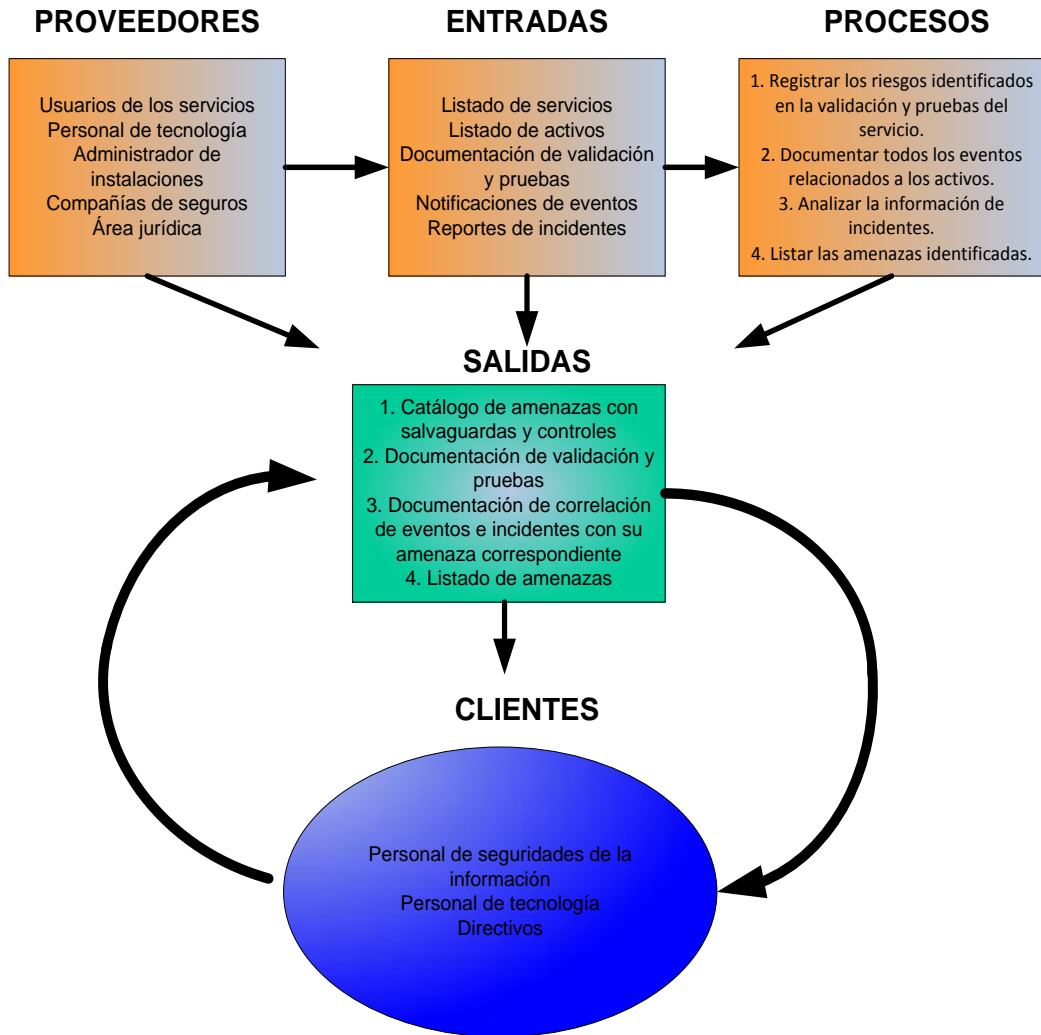 PROVEEDORES
Usuarios de los servicios
Personal de tecnología
Administrador de
instalaciones
Compañías de seguros
Área jurídica
ENTRADAS
Listado de servicios
Listado de activos
Documentación de validación
y pruebas
Notificaciones de eventos
Reportes de incidentes
PROCESOS
1. Registrar los riesgos identificados
en la validación y pruebas del
servicio.
2. Documentar todos los eventos
relacionados a los activos.
3. Analizar la información de
incidentes.
4. Listar las amenazas identificadas.
SALIDAS
1. Catálogo de amenazas con
salvaguardas y controles
2. Documentación de validación y
pruebas
3. Documentación de correlación
de eventos e incidentes con su
amenaza correspondiente
4. Listado de amenazas
CLIENTES
Personal de seguridades de la
información
Personal de tecnología
Directivos